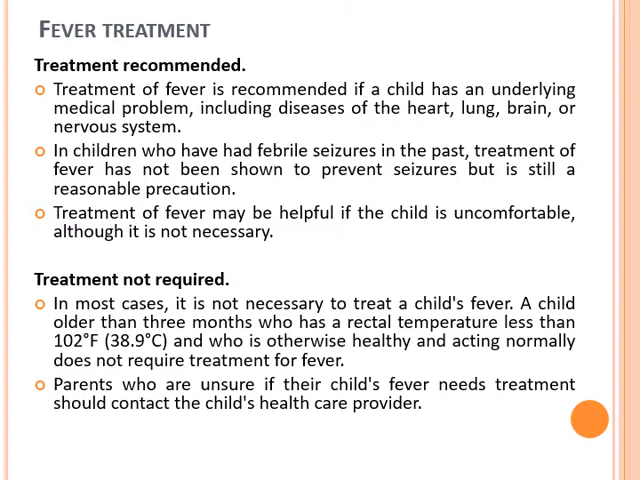 FEVER TREATMENT
Treatment recommended.
Treatment of fever is recommended if a child has an underlying
medical problem, including diseases of the heart, lung, brain, or
nervous system.
In children who have had febrile seizures in the past, treatment of
fever has not been shown to prevent seizures but is still a
reasonable precaution.
Treatment of fever may be helpful if the child is uncomfortable,
although it is not necessary.
Treatment not required.
In most cases, it is not necessary to treat a child's fever. A child
older than three months who has a rectal temperature less than
102°F (38.9°C) and who is otherwise healthy and acting normally
does not require treatment for fever.
Parents who are unsure if their child's fever needs treatment
should contact the child's health care provider.